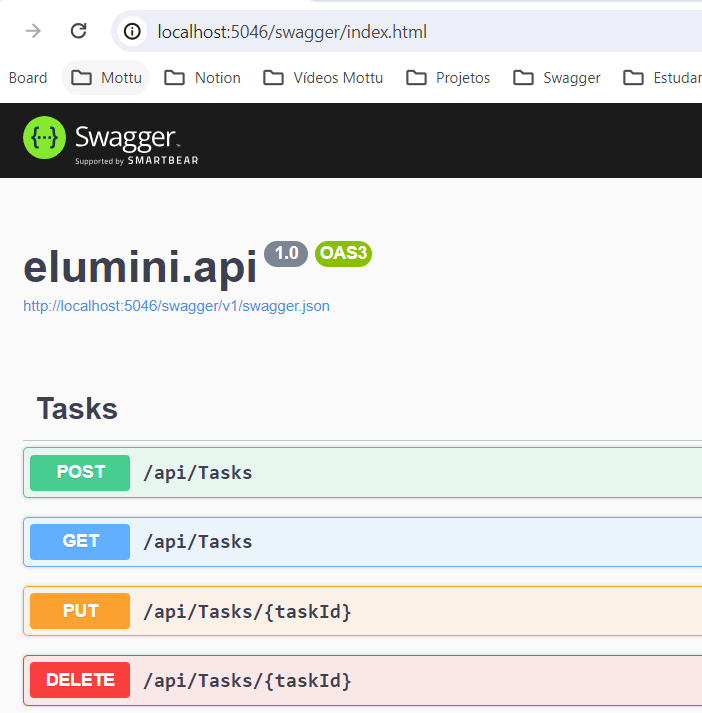 localhost:5046/swagger/index.html
Board Mottu Notion Vídeos Mottu Projetos Swagger Estudar
Swagger
Supported by SMARTBEAR
elumini.api 1.0 OAS3
http://localhost:5046/swagger/v1/swagger.json
Tasks
POST /api/Tasks
GET /api/Tasks
PUT /api/Tasks/{taskId}
DELETE /api/Tasks/{taskId}